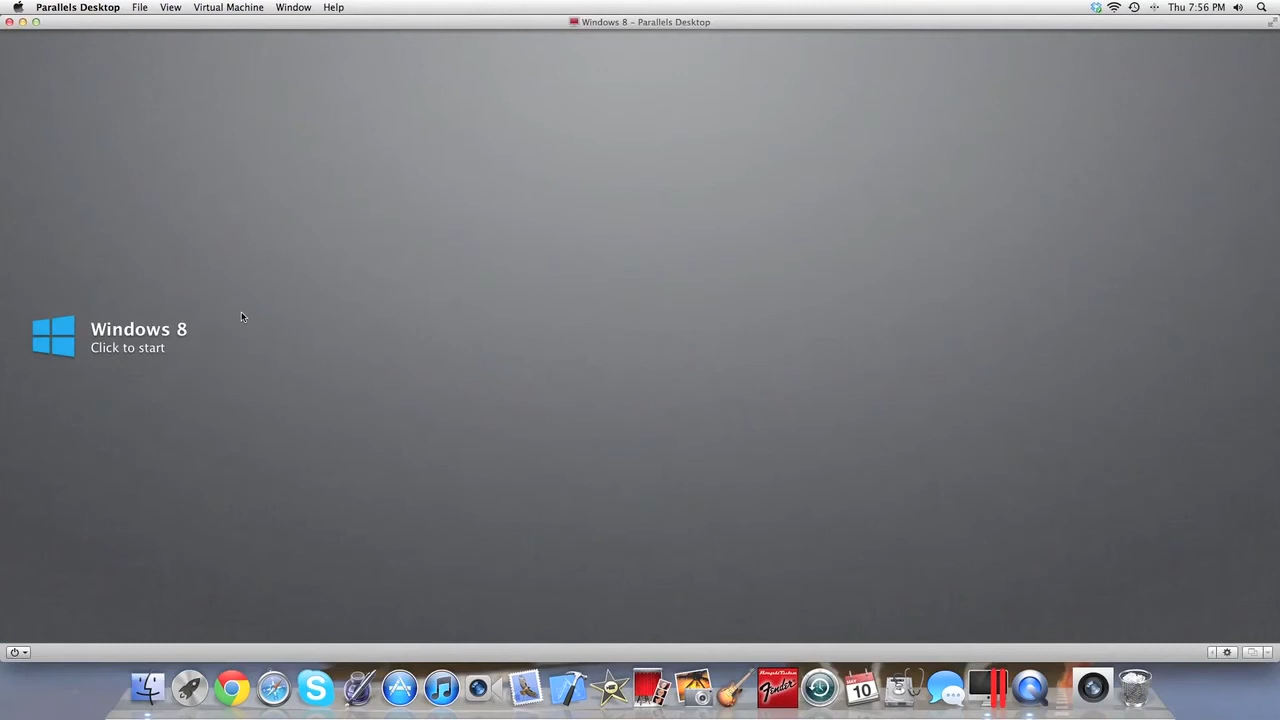 Parallels Desktop File View Virtual Machine Window Help Thu 7:56 PM
Windows 8 - Parallels Desktop
Windows 8
Click to start
Fender
10